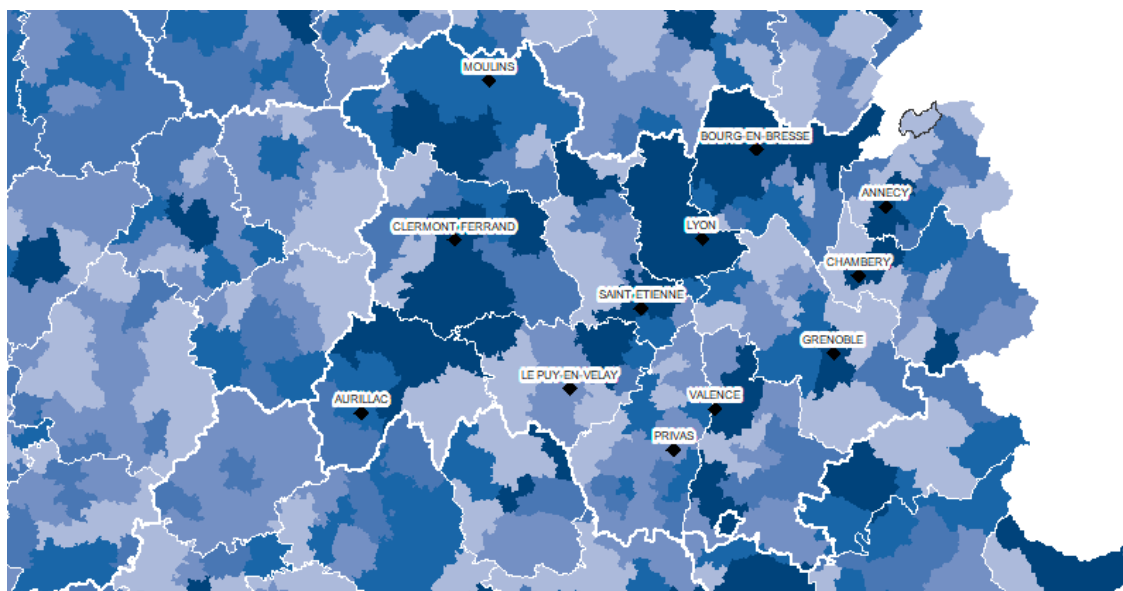 MOULINS
BOURG-EN-BRESSE
ANNECY
CLERMONT-FERRAND
LYON
CHAMBERY
SAINT-ETIENNE
GRENOBLE
LE PUY-EN-VELAY
AURILLAC
VALENCE
PRIVAS